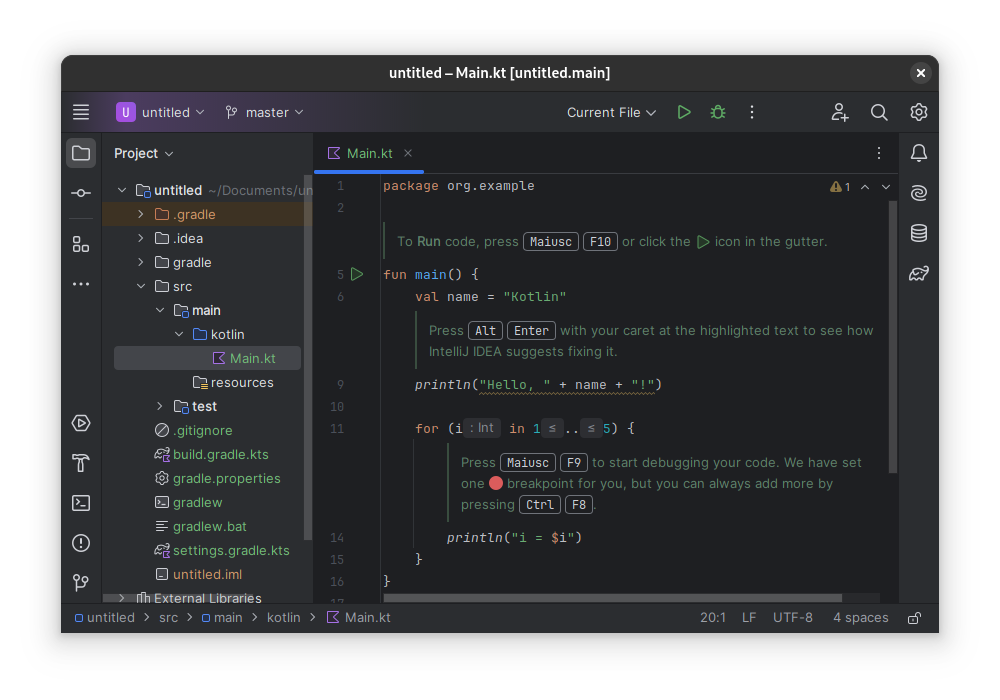 untitled – Main.kt [untitled.main]
U untitled master Current File
Project
Main.kt
untitled ~/Documents/un
.gradle
.idea
gradle
src
main
kotlin
Main.kt
resources
test
.gitignore
build.gradle.kts
gradle.properties
gradlew
gradlew.bat
settings.gradle.kts
untitled.iml
External Libraries
1 package org.example
1
2
To Run code, press Maiusc F10 or click the icon in the gutter.
5 fun main() {
6 val name = "Kotlin"
Press Alt Enter with your caret at the highlighted text to see how
IntelliJ IDEA suggests fixing it.
9 println("Hello, " + name + "!")
10
11 for (i : Int in 1 ≤ .. ≤ 5) {
Press Maiusc F9 to start debugging your code. We have set
one breakpoint for you, but you can always add more by
pressing Ctrl F8.
14 println("i = $i")
15 }
16 }
17
untitled > src > main > kotlin > Main.kt 20:1 LF UTF-8 4 spaces